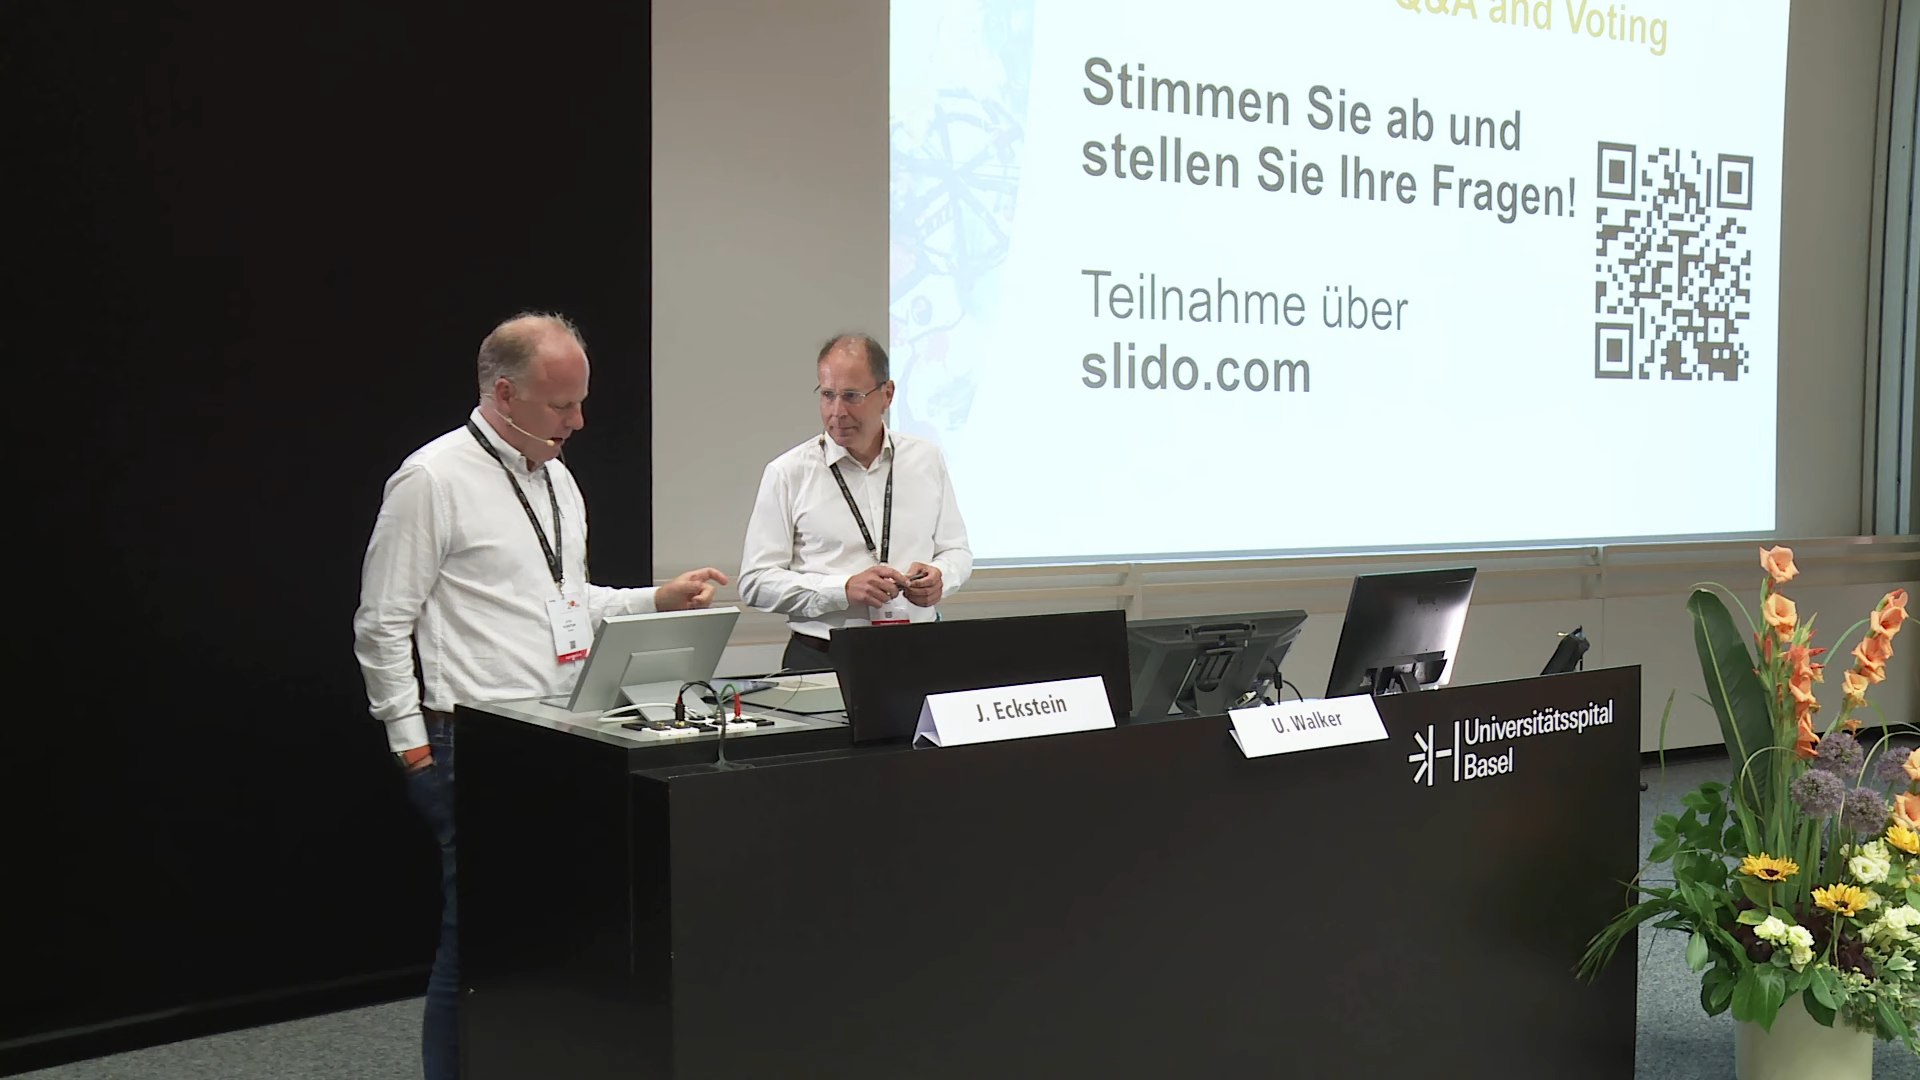 Q&A and Voting
Stimmen Sie ab und
stellen Sie Ihre Fragen!
Teilnahme über
slido.com
J. Eckstein
U. Walker
Universitätsspital
Basel